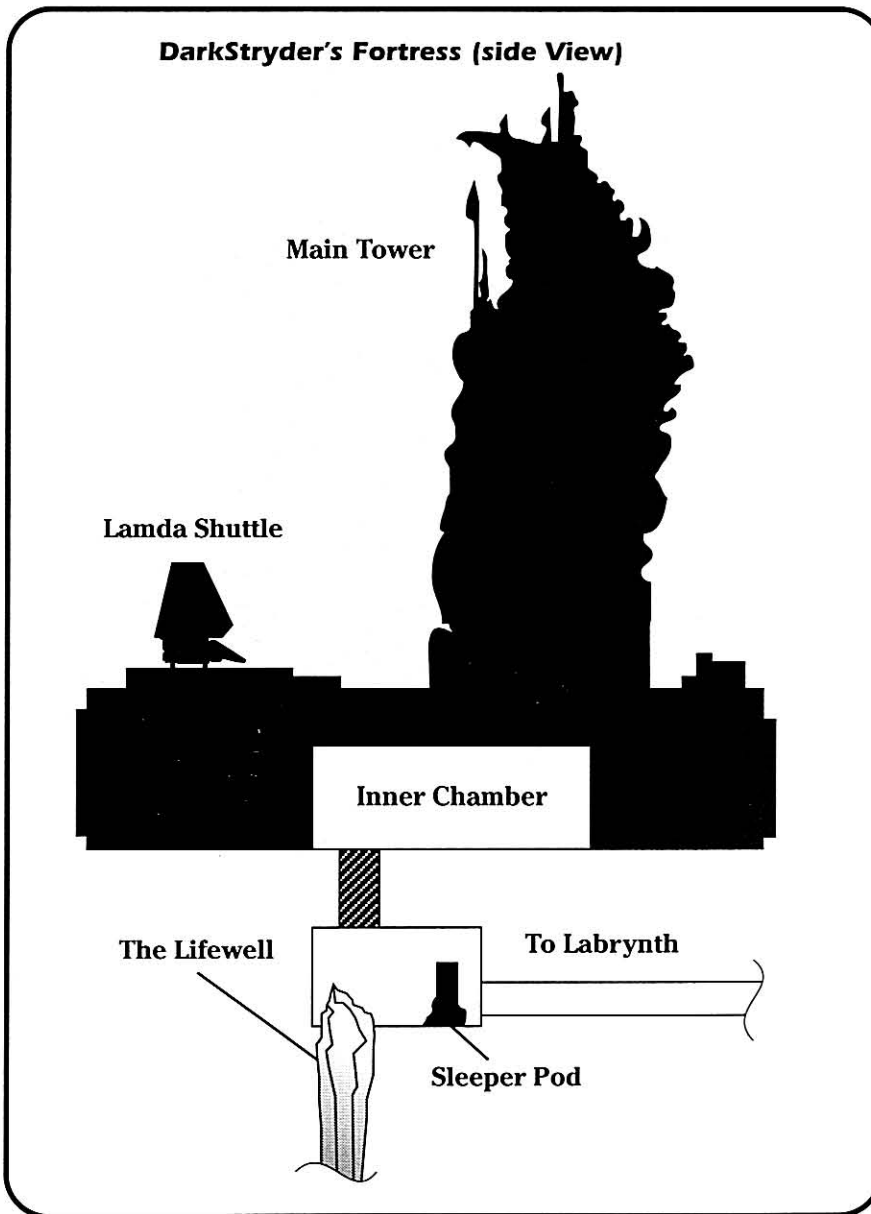 DarkStryder's Fortress (side View)
Main Tower
Lamda Shuttle
Inner Chamber
The Lifewell
To Labrynth
Sleeper Pod